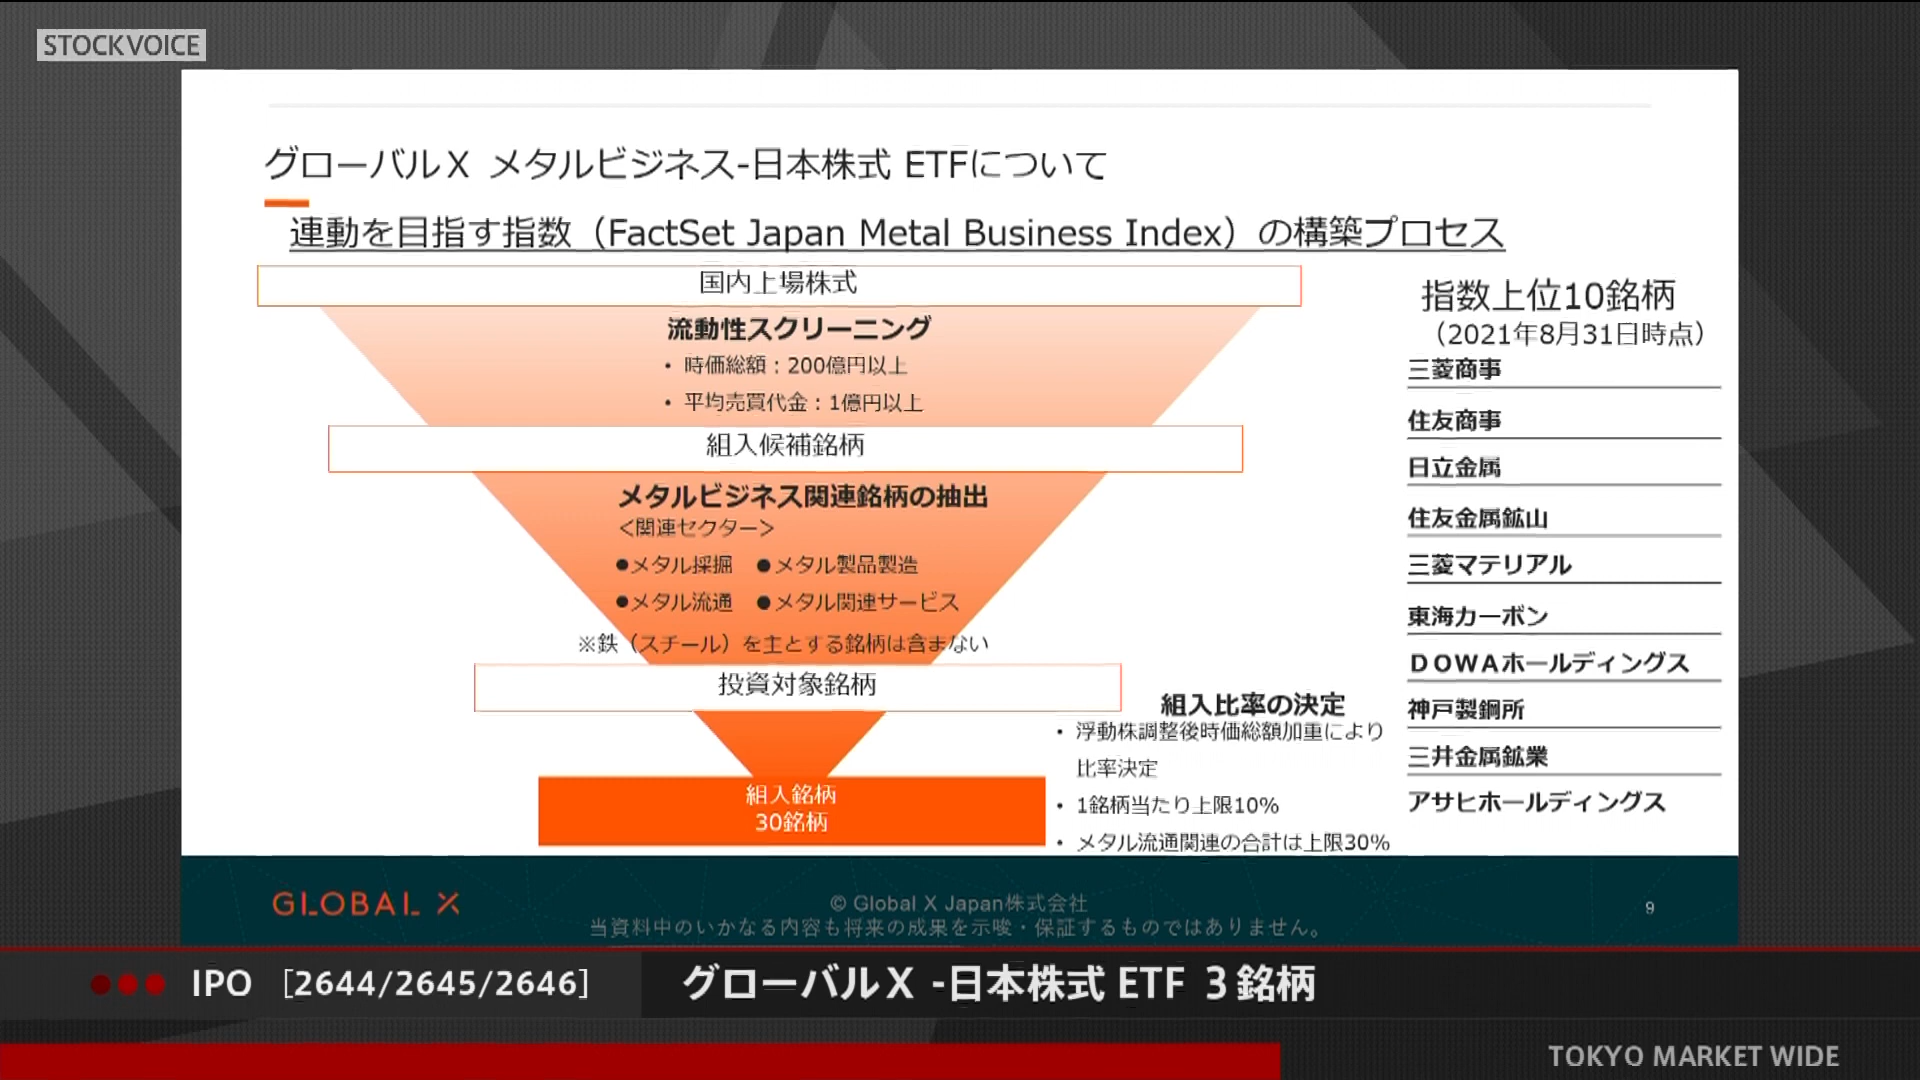 STOCKVOICE
グローバルX メタルビジネス-日本株式 ETFについて
連動を目指す指数（FactSet Japan Metal Business Index）の構築プロセス
国内上場株式
流動性スクリーニング
・時価総額：200億円以上
・平均売買代金：1億円以上
組入候補銘柄
メタルビジネス関連銘柄の抽出
＜関連セクター＞
●メタル採掘 ●メタル製品製造
●メタル流通 ●メタル関連サービス
※鉄（スチール）を主とする銘柄は含まない
投資対象銘柄
組入比率の決定
・浮動株調整後時価総額加重により
比率決定
・1銘柄当たり上限10%
・メタル流通関連の合計は上限30%
組入銘柄
30銘柄
指数上位10銘柄
（2021年8月31日時点）
三菱商事
住友商事
日立金属
住友金属鉱山
三菱マテリアル
東海カーボン
ＤＯＷＡホールディングス
神戸製鋼所
三井金属鉱業
アサヒホールディングス
GLOBAL X
© Global X Japan株式会社
当資料中のいかなる内容も将来の成果を示唆・保証するものではありません。
9
IPO [2644/2645/2646] グローバルＸ -日本株式 ETF ３銘柄
TOKYO MARKET WIDE